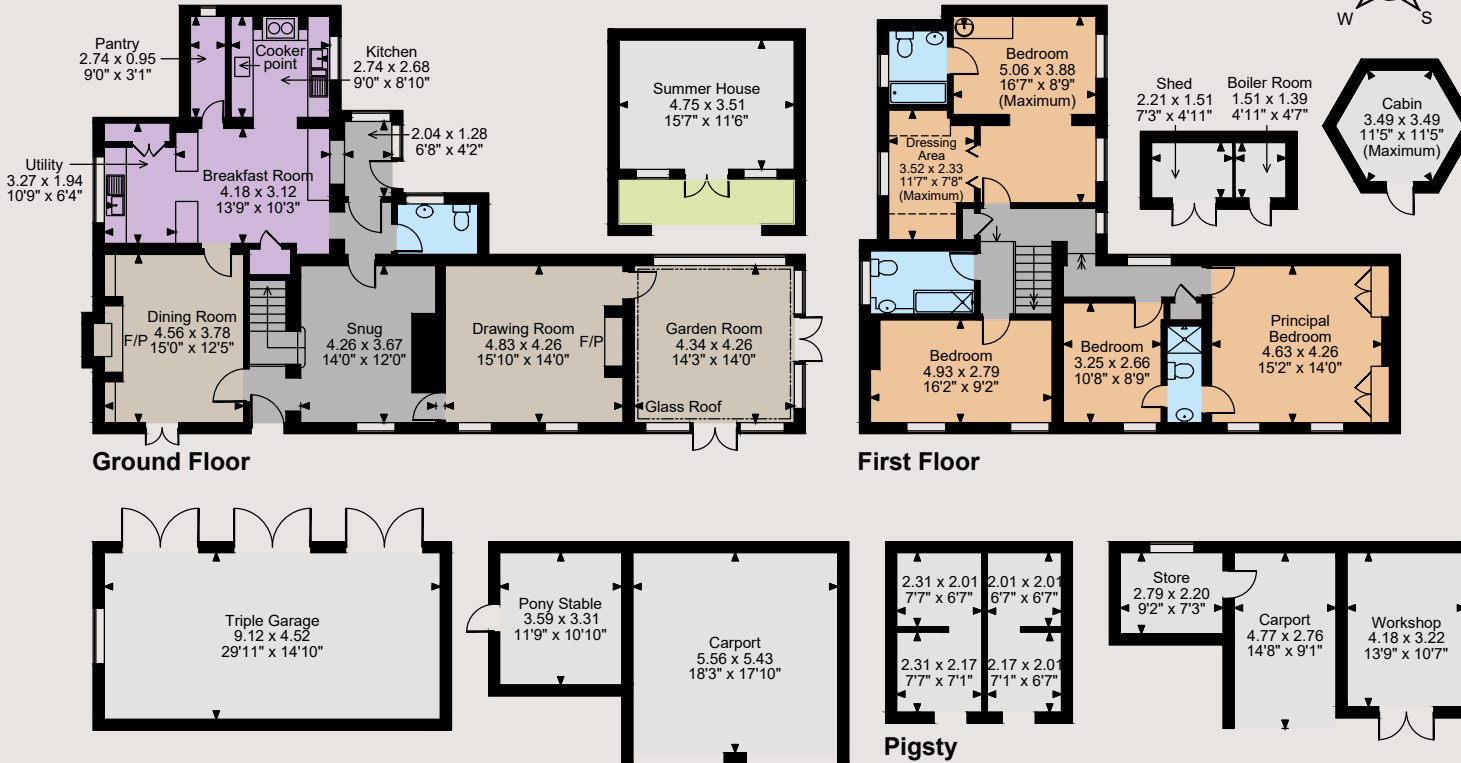 W
S
Pantry
2.74 x 0.95
9'0" x 3'1"
Cooker
point
Kitchen
2.74 x 2.68
9'0" x 8'10"
2.04 x 1.28
6'8" x 4'2"
Utility
3.27 x 1.94
10'9" x 6'4"
Breakfast Room
4.18 x 3.12
13'9" x 10'3"
Dining Room
4.56 x 3.78
15'0" x 12'5"
F/P
Snug
4.26 x 3.67
14'0" x 12'0"
Drawing Room
4.83 x 4.26
15'10" x 14'0"
F/P
Garden Room
4.34 x 4.26
14'3" x 14'0"
Glass Roof
Ground Floor
Summer House
4.75 x 3.51
15'7" x 11'6"
Bedroom
5.06 x 3.88
16'7" x 8'9"
(Maximum)
Dressing
Area
3.52 x 2.33
11'7" x 7'8"
(Maximum)
Bedroom
4.93 x 2.79
16'2" x 9'2"
Bedroom
3.25 x 2.66
10'8" x 8'9"
Principal
Bedroom
4.63 x 4.26
15'2" x 14'0"
First Floor
Shed
2.21 x 1.51
7'3" x 4'11"
Boiler Room
1.51 x 1.39
4'11" x 4'7"
Cabin
3.49 x 3.49
11'5" x 11'5"
(Maximum)
Triple Garage
9.12 x 4.52
29'11" x 14'10"
Pony Stable
3.59 x 3.31
11'9" x 10'10"
Carport
5.56 x 5.43
18'3" x 17'10"
2.31 x 2.01
7'7" x 6'7"
2.01 x 2.01
6'7" x 6'7"
2.31 x 2.17
7'7" x 7'1"
2.17 x 2.01
7'1" x 6'7"
Pigsty
Store
2.79 x 2.20
9'2" x 7'3"
Carport
4.77 x 2.76
14'8" x 9'1"
Workshop
4.18 x 3.22
13'9" x 10'7"